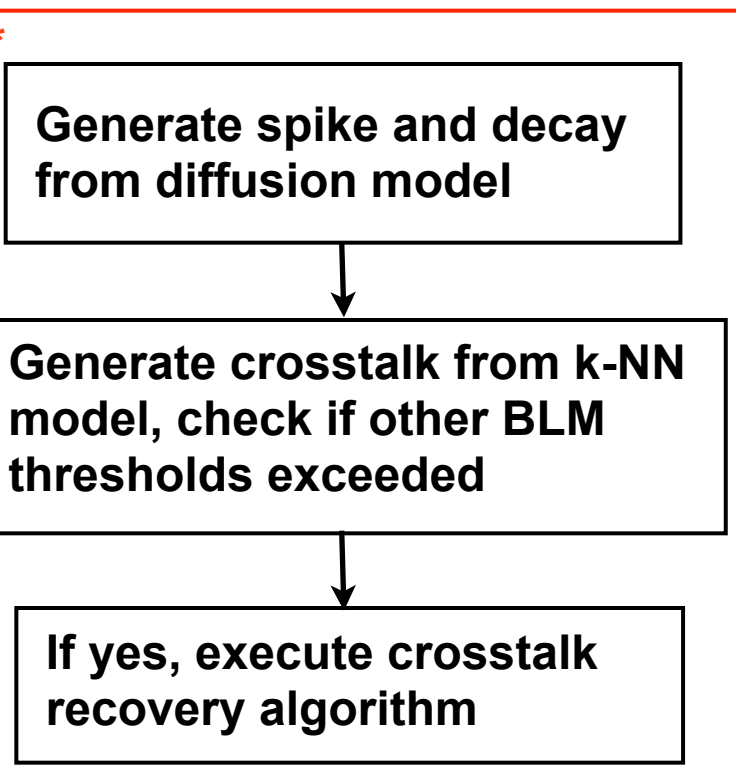 *
Generate spike and decay
from diffusion model
Generate crosstalk from k-NN
model, check if other BLM
thresholds exceeded
If yes, execute crosstalk
recovery algorithm